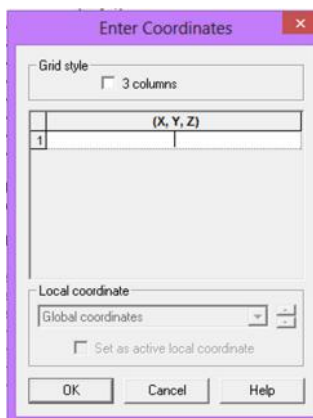 Enter Coordinates
x
Grid style
3 columns
(X, Y, Z)
1
Local coordinate
Global coordinates
Set as active local coordinate
OK Cancel Help